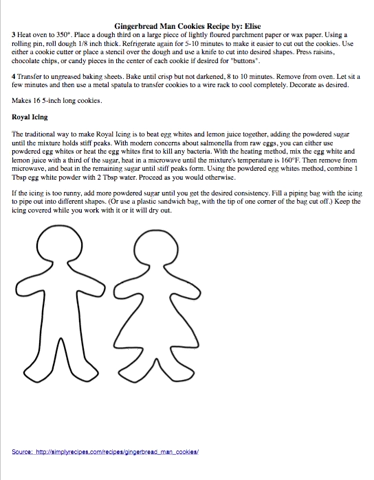 Gingerbread Man Cookies Recipe by: Elise
3 Heat oven to 350°. Place a dough third on a large piece of lightly floured parchment paper or wax paper. Using a
rolling pin, roll dough 1/8 inch thick. Refrigerate again for 5-10 minutes to make it easier to cut out the cookies. Use
either a cookie cutter or place a stencil over the dough and use a knife to cut into desired shapes. Press raisins,
chocolate chips, or candy pieces in the center of each cookie if desired for "buttons".
4 Transfer to ungreased baking sheets. Bake until crisp but not darkened, 8 to 10 minutes. Remove from oven. Let sit a
few minutes and then use a metal spatula to transfer cookies to a wire rack to cool completely. Decorate as desired.
Makes 16 5-inch long cookies.
Royal Icing
The traditional way to make Royal Icing is to beat egg whites and lemon juice together, adding the powdered sugar
until the mixture holds stiff peaks. With modern concerns about salmonella from raw eggs, you can either use
powdered egg whites or heat the egg whites first to kill any bacteria. With the heating method, mix the egg white and
lemon juice with a third of the sugar, heat in a microwave until the mixture's temperature is 160°F. Then remove from
microwave, and beat in the remaining sugar until stiff peaks form. Using the powdered egg whites method, combine 1
Tbsp egg white powder with 2 Tbsp water. Proceed as you would otherwise.
If the icing is too runny, add more powdered sugar until you get the desired consistency. Fill a piping bag with the icing
to pipe out into different shapes. (Or use a plastic sandwich bag, with the tip of one corner of the bag cut off.) Keep the
icing covered while you work with it or it will dry out.
Source: http://simplyrecipes.com/recipes/gingerbread_man_cookies/